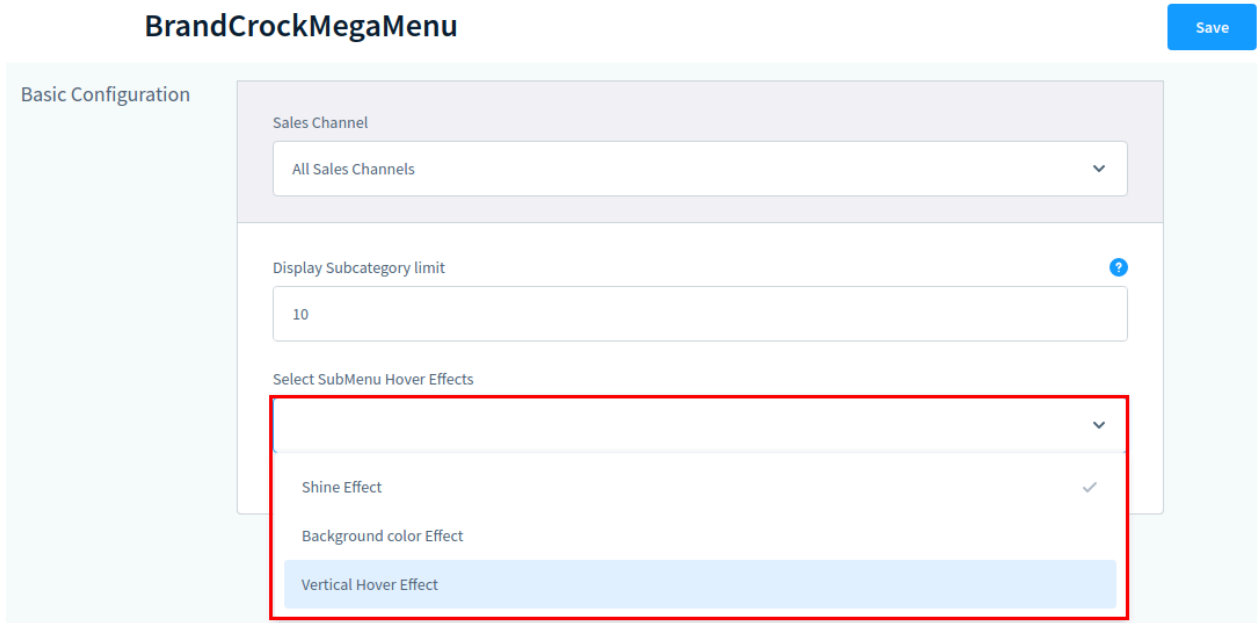 BrandCrockMegaMenu
Save
Basic Configuration
Sales Channel
All Sales Channels
Display Subcategory limit
?
10
Select SubMenu Hover Effects
Shine Effect
Background color Effect
Vertical Hover Effect